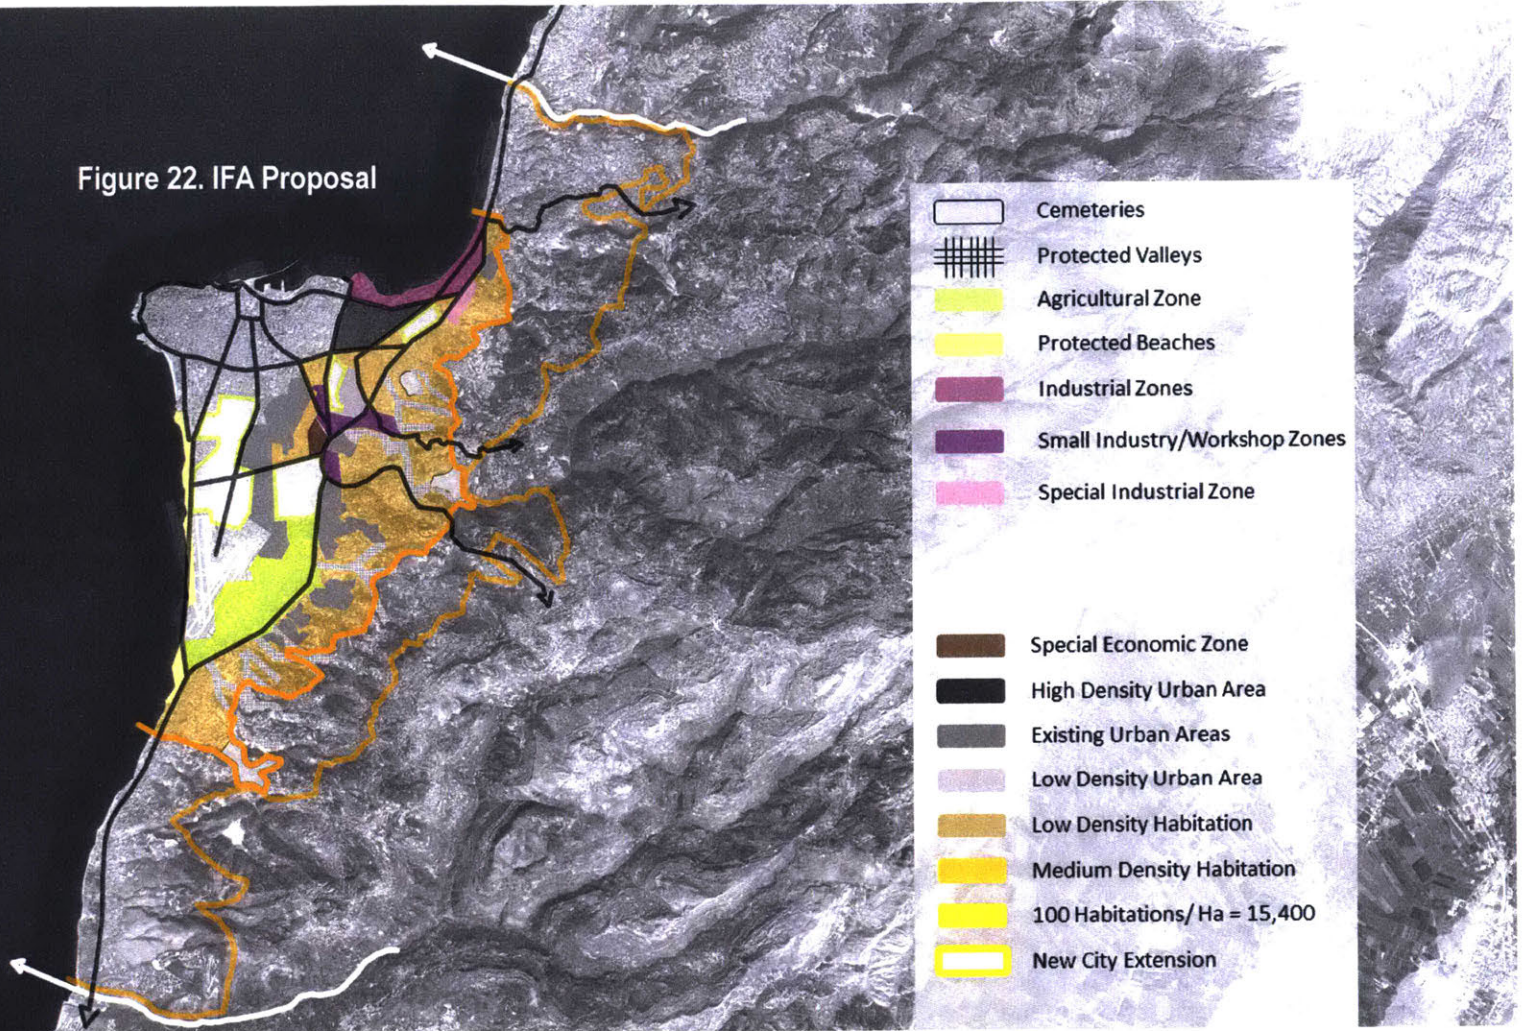 Figure 22. IFA Proposal
Cemeteries
Protected Valleys
Agricultural Zone
Protected Beaches
Industrial Zones
Small Industry/Workshop Zones
Special Industrial Zone
Special Economic Zone
High Density Urban Area
Existing Urban Areas
Low Density Urban Area
Low Density Habitation
Medium Density Habitation
100 Habitations/ Ha = 15,400
New City Extension